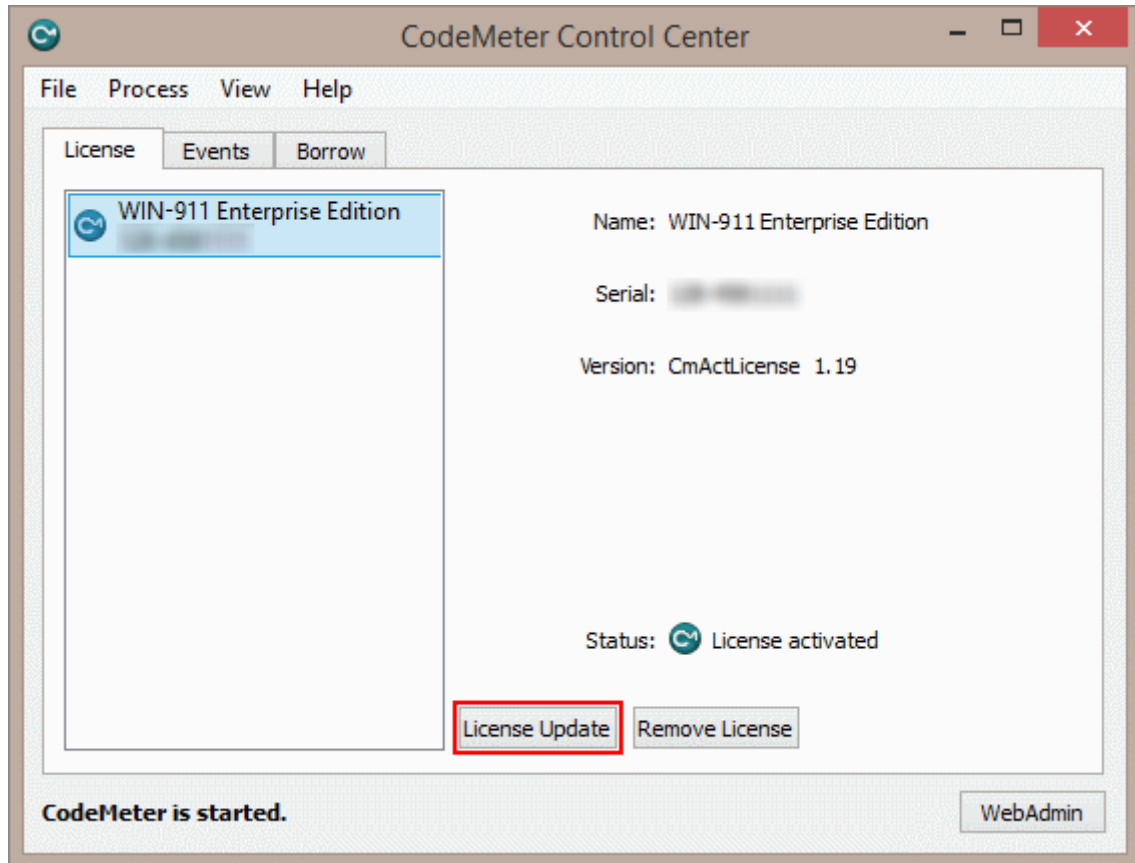 CodeMeter Control Center
File Process View Help
License Events Borrow
WIN-911 Enterprise Edition
Name: WIN-911 Enterprise Edition
Serial:
Version: CmActLicense 1.19
Status: License activated
License Update Remove License
CodeMeter is started.
WebAdmin